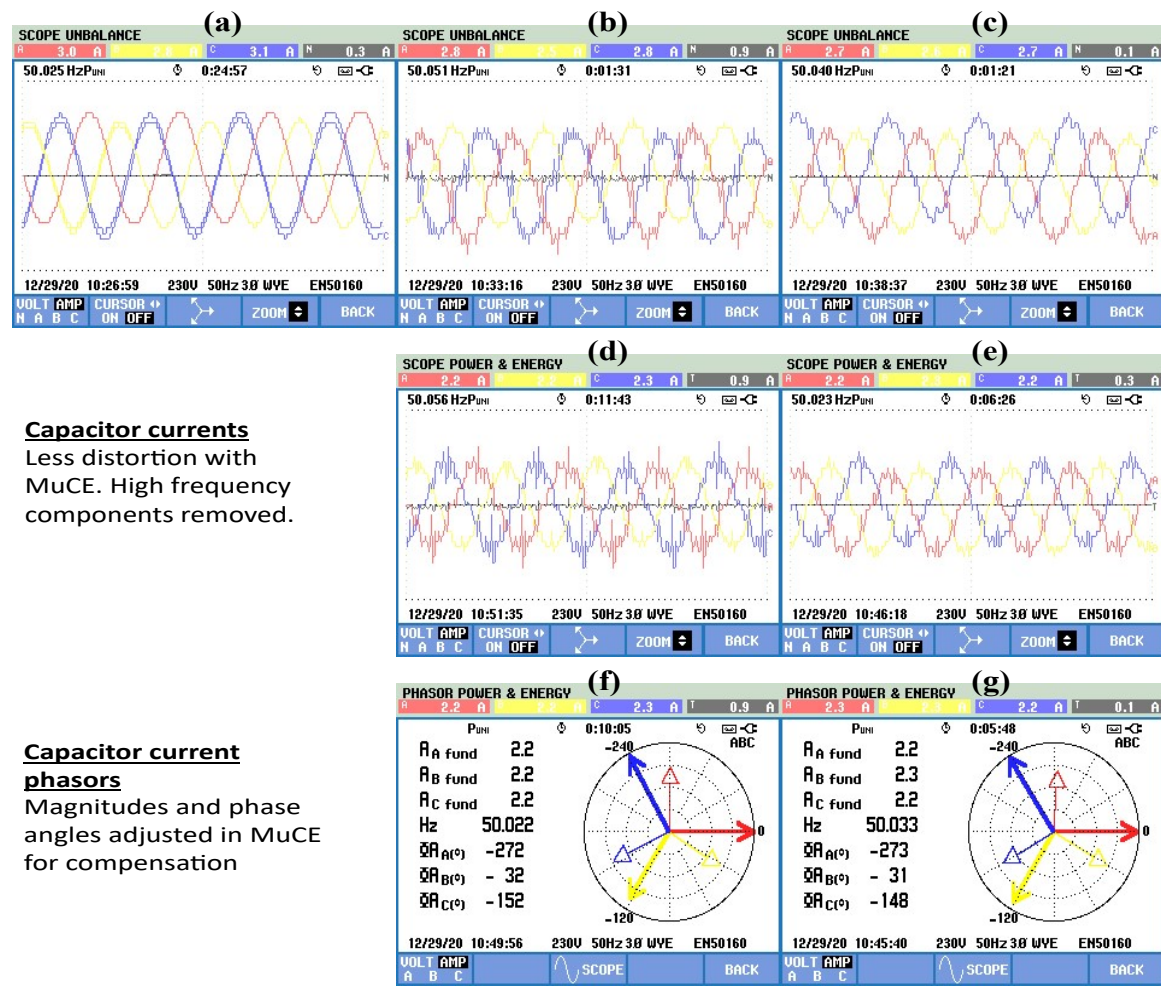 (a)
SCOPE UNBALANCE
A 3.0 A B 2.8 A C 3.1 A N 0.3 A
50.025 HzPUNI 0:24:57
A
N
C
12/29/20 10:26:59 230V 50Hz 3Ø WYE EN50160
VOLT AMP CURSOR ZOOM BACK
N A B C ON OFF
(b)
SCOPE UNBALANCE
A 2.8 A B 2.5 A C 2.8 A N 0.9 A
50.051 HzPUNI 0:01:31
A
N
12/29/20 10:33:16 230V 50Hz 3Ø WYE EN50160
VOLT AMP CURSOR ZOOM BACK
N A B C ON OFF
(c)
SCOPE UNBALANCE
A 2.7 A B 2.6 A C 2.7 A N 0.1 A
50.040 HzPUNI 0:01:21
C
N
A
12/29/20 10:38:37 230V 50Hz 3Ø WYE EN50160
VOLT AMP CURSOR ZOOM BACK
N A B C ON OFF
Capacitor currents
Less distortion with
MuCE. High frequency
components removed.
(d)
SCOPE POWER & ENERGY
A 2.2 A B 2.2 A C 2.3 A T 0.9 A
50.056 HzPUNI 0:11:43
A
C
12/29/20 10:51:35 230V 50Hz 3Ø WYE EN50160
VOLT AMP CURSOR ZOOM BACK
N A B C ON OFF
(e)
SCOPE POWER & ENERGY
A 2.2 A B 2.3 A C 2.2 A T 0.3 A
50.023 HzPUNI 0:06:26
A
C
T
12/29/20 10:46:18 230V 50Hz 3Ø WYE EN50160
VOLT AMP CURSOR ZOOM BACK
N A B C ON OFF
Capacitor current
phasors
Magnitudes and phase
angles adjusted in MuCE
for compensation
(f)
PHASOR POWER & ENERGY
A 2.2 A B 2.2 A C 2.3 A T 0.9 A
PUNI 0:10:05
-240 ABC
AA fund 2.2
AB fund 2.2
AC fund 2.2
Hz 50.022
0
ΦAA(°) -272
ΦAB(°) - 32
ΦAC(°) -152
-120
12/29/20 10:49:56 230V 50Hz 3Ø WYE EN50160
VOLT AMP SCOPE BACK
A B C
(g)
PHASOR POWER & ENERGY
A 2.3 A C 2.2 A T 0.1 A
PUNI 0:05:48
-240 ABC
AA fund 2.2
AB fund 2.3
AC fund 2.2
Hz 50.033
0
ΦAA(°) -273
ΦAB(°) - 31
ΦAC(°) -148
-120
12/29/20 10:45:40 230V 50Hz 3Ø WYE EN50160
VOLT AMP SCOPE BACK
A B C